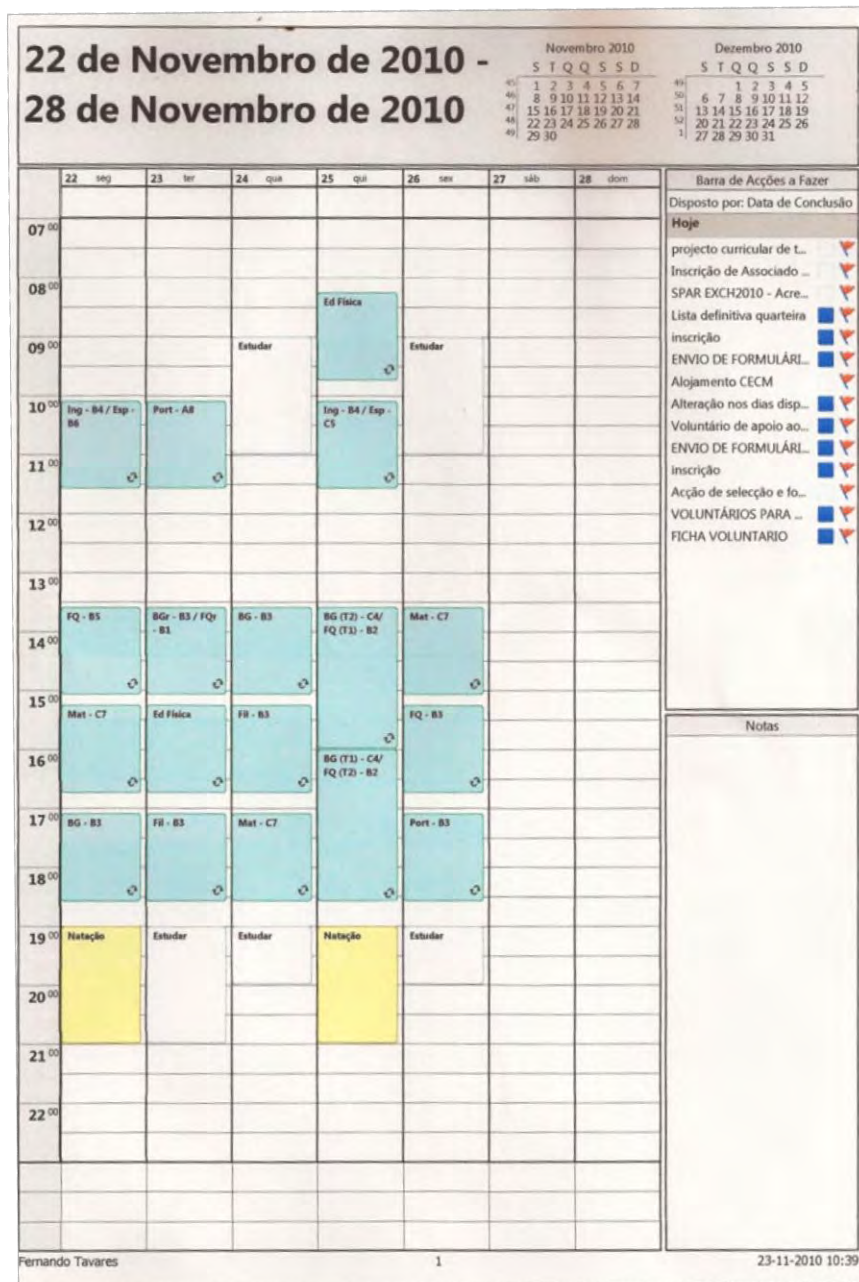 22 de Novembro de 2010 -
28 de Novembro de 2010
Novembro 2010
S T Q Q S S D
45 1 2 3 4 5 6 7
46 8 9 10 11 12 13 14
47 15 16 17 18 19 20 21
48 22 23 24 25 26 27 28
49 29 30
Dezembro 2010
S T Q Q S S D
49 1 2 3 4 5
50 6 7 8 9 10 11 12
51 13 14 15 16 17 18 19
52 20 21 22 23 24 25 26
1 27 28 29 30 31
22 seg 23 ter 24 qua 25 qui 26 sex 27 sáb 28 dom
07 00
08 00
Ed Física
09 00
Estudar
Estudar
10 00
Ing - B4 / Esp -
B6
Port - A8
Ing - B4 / Esp -
C5
11 00
12 00
13 00
FQ - B5
BGr - B3 / FQr
- B1
BG - B3
BG (T2) - C4/
FQ (T1) - B2
Mat - C7
14 00
15 00
Mat - C7
Ed Física
Fil - B3
FQ - B3
16 00
BG (T1) - C4/
FQ (T2) - B2
17 00
BG - B3
Fil - B3
Mat - C7
Port - B3
18 00
19 00
Natação
Estudar
Estudar
Natação
Estudar
20 00
21 00
22 00
Barra de Acções a Fazer
Disposto por: Data de Conclusão
Hoje
projecto curricular de t...
Inscrição de Associado ...
SPAR EXCH2010 - Acre...
Lista definitiva quarteira
inscrição
ENVIO DE FORMULÁRI...
Alojamento CECM
Alteração nos dias disp...
Voluntário de apoio ao...
ENVIO DE FORMULÁRI...
inscrição
Acção de selecção e fo...
VOLUNTÁRIOS PARA ...
FICHA VOLUNTARIO
Notas
Fernando Tavares
1
23-11-2010 10:39